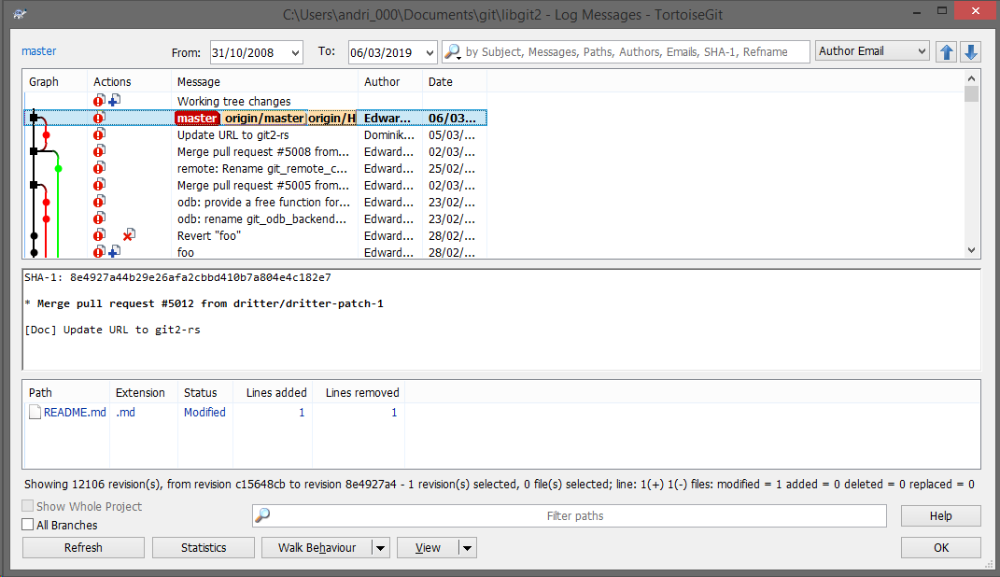 C:\Users\andri_000\Documents\git\libgit2 - Log Messages - TortoiseGit
master From: 31/10/2008 To: 06/03/2019 by Subject, Messages, Paths, Authors, Emails, SHA-1, Refname Author Email
Graph Actions Message Author Date
Working tree changes
master origin/master origin/H Edwar... 06/03...
Update URL to git2-rs Dominik... 05/03/...
Merge pull request #5008 from... Edward... 02/03/...
remote: Rename git_remote_c... Edward... 25/02/...
Merge pull request #5005 from... Edward... 02/03/...
odb: provide a free function for... Edward... 23/02/...
odb: rename git_odb_backend... Edward... 23/02/...
Revert "foo" Edward... 28/02/...
foo Edward... 28/02/...
SHA-1: 8e4927a44b29e26afa2cbbd410b7a804e4c182e7
* Merge pull request #5012 from dritter/dritter-patch-1
[Doc] Update URL to git2-rs
Path Extension Status Lines added Lines removed
README.md .md Modified 1 1
Showing 12106 revision(s), from revision c15648cb to revision 8e4927a4 - 1 revision(s) selected, 0 file(s) selected; line: 1(+) 1(-) files: modified = 1 added = 0 deleted = 0 replaced = 0
Show Whole Project
All Branches
Filter paths
Help
Refresh Statistics Walk Behaviour View OK